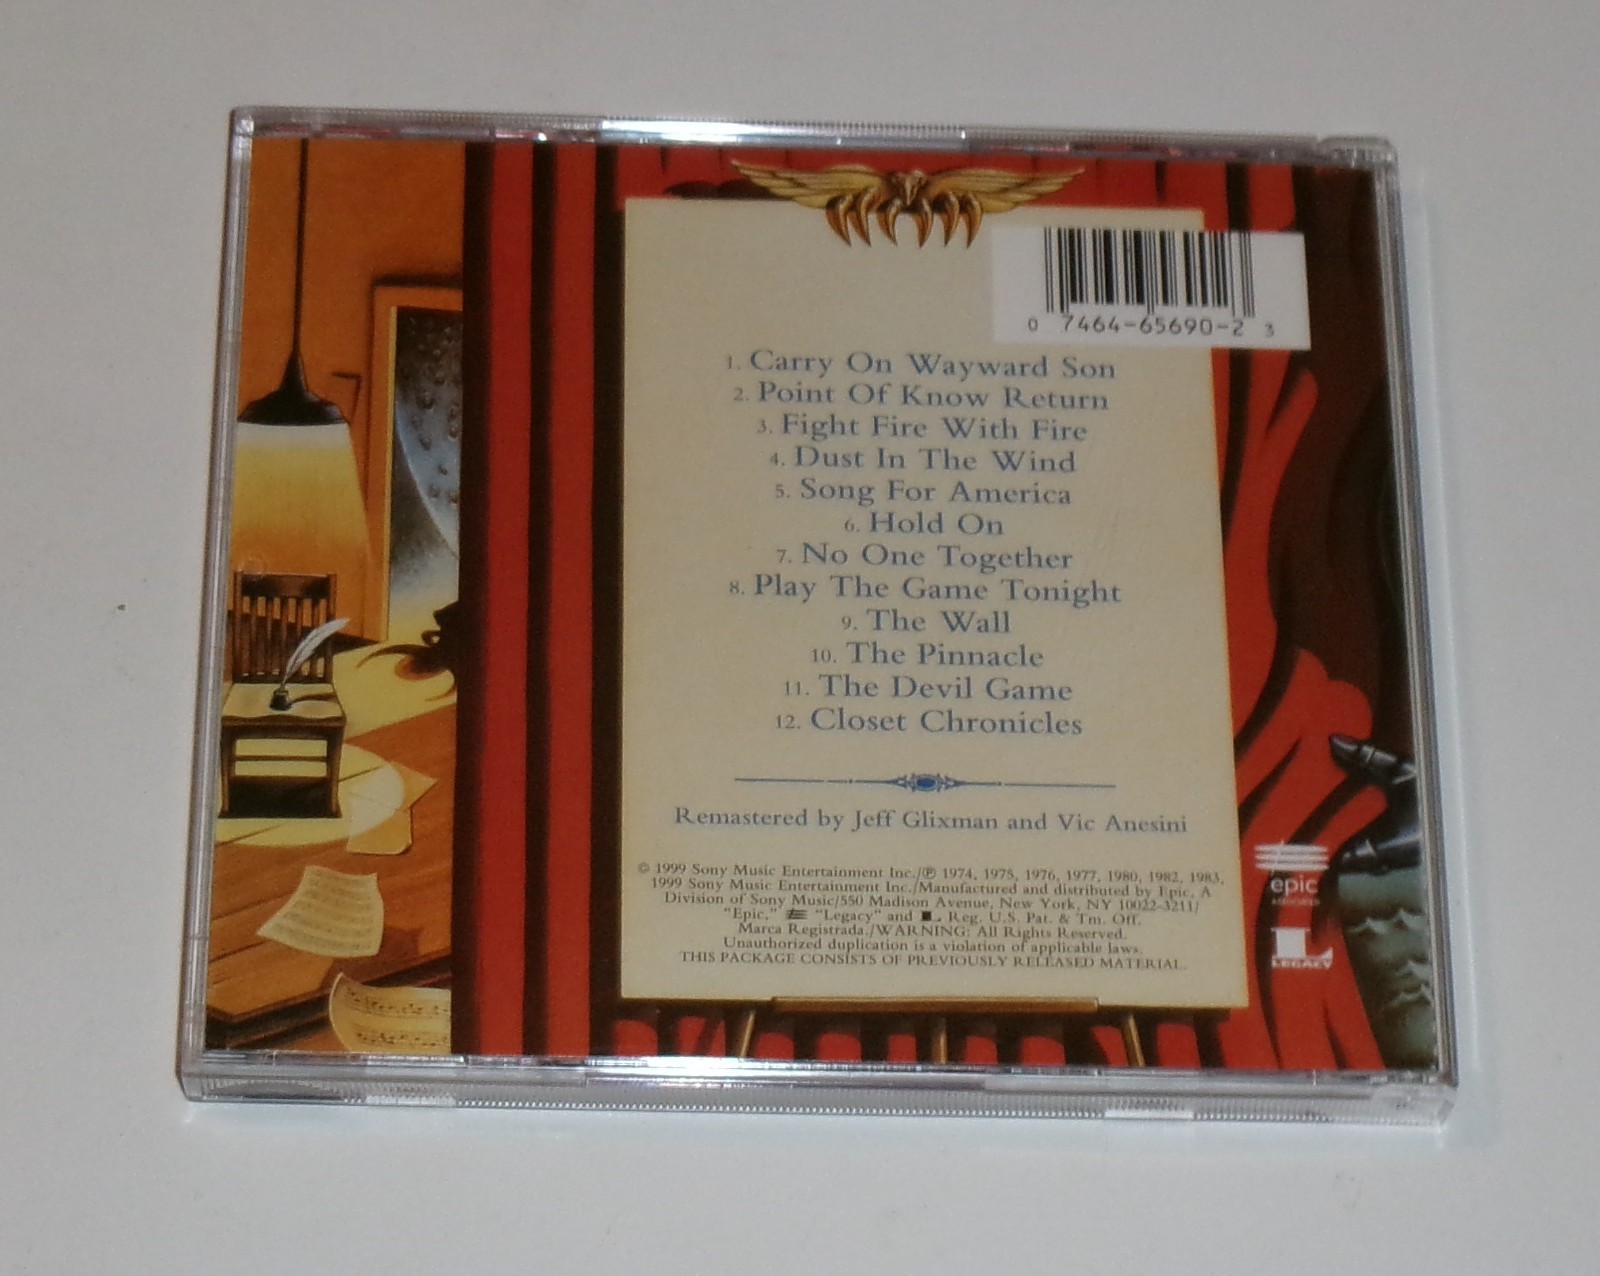 0 7464-65690-2 3
1. Carry On Wayward Son
2. Point Of Know Return
3. Fight Fire With Fire
4. Dust In The Wind
5. Song For America
6. Hold On
7. No One Together
8. Play The Game Tonight
9. The Wall
10. The Pinnacle
11. The Devil Game
12. Closet Chronicles
Remastered by Jeff Glixman and Vic Anesini
© 1999 Sony Music Entertainment Inc./℗ 1974, 1975, 1976, 1977, 1980, 1982, 1983,
1999 Sony Music Entertainment Inc./Manufactured and distributed by Epic, A
Division of Sony Music/550 Madison Avenue, New York, NY 10022-3211/
"Epic," "Legacy" and L Reg. U.S. Pat. & Tm. Off.
Marca Registrada./WARNING: All Rights Reserved.
Unauthorized duplication is a violation of applicable laws.
THIS PACKAGE CONSISTS OF PREVIOUSLY RELEASED MATERIAL.
epic
ASSOCIATED
L
LEGACY